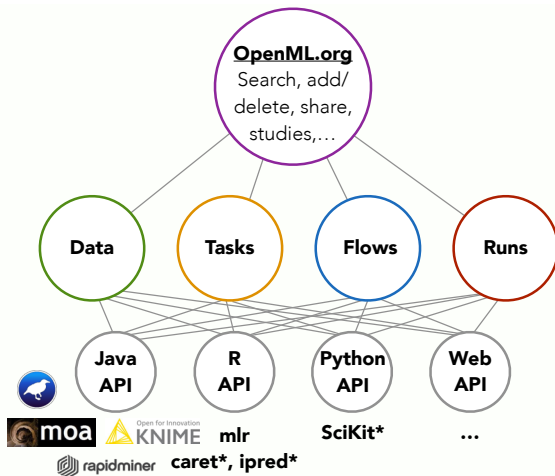 OpenML.org
Search, add/
delete, share,
studies,...
Data
Tasks
Flows
Runs
Java
API
R
API
Python
API
Web
API
moa
Open for Innovation
KNIME
mlr
SciKit*
...
rapidminer
caret*, ipred*